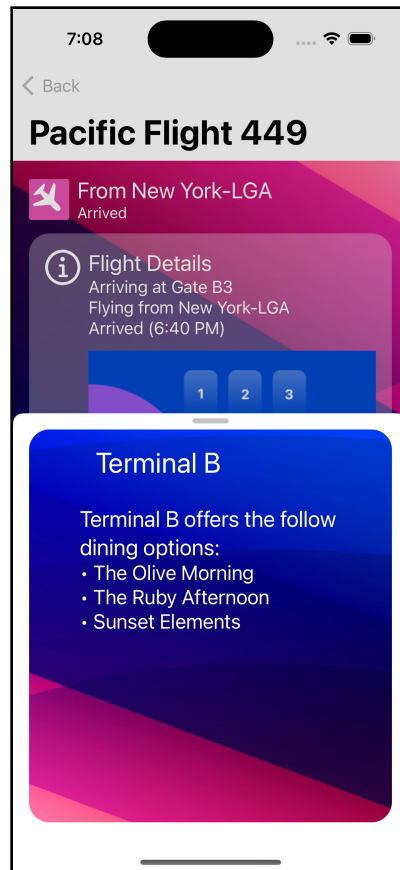 7:08
Back
Pacific Flight 449
From New York-LGA
Arrived
Flight Details
Arriving at Gate B3
Flying from New York-LGA
Arrived (6:40 PM)
1 2 3
Terminal B
Terminal B offers the follow
dining options:
• The Olive Morning
• The Ruby Afternoon
• Sunset Elements